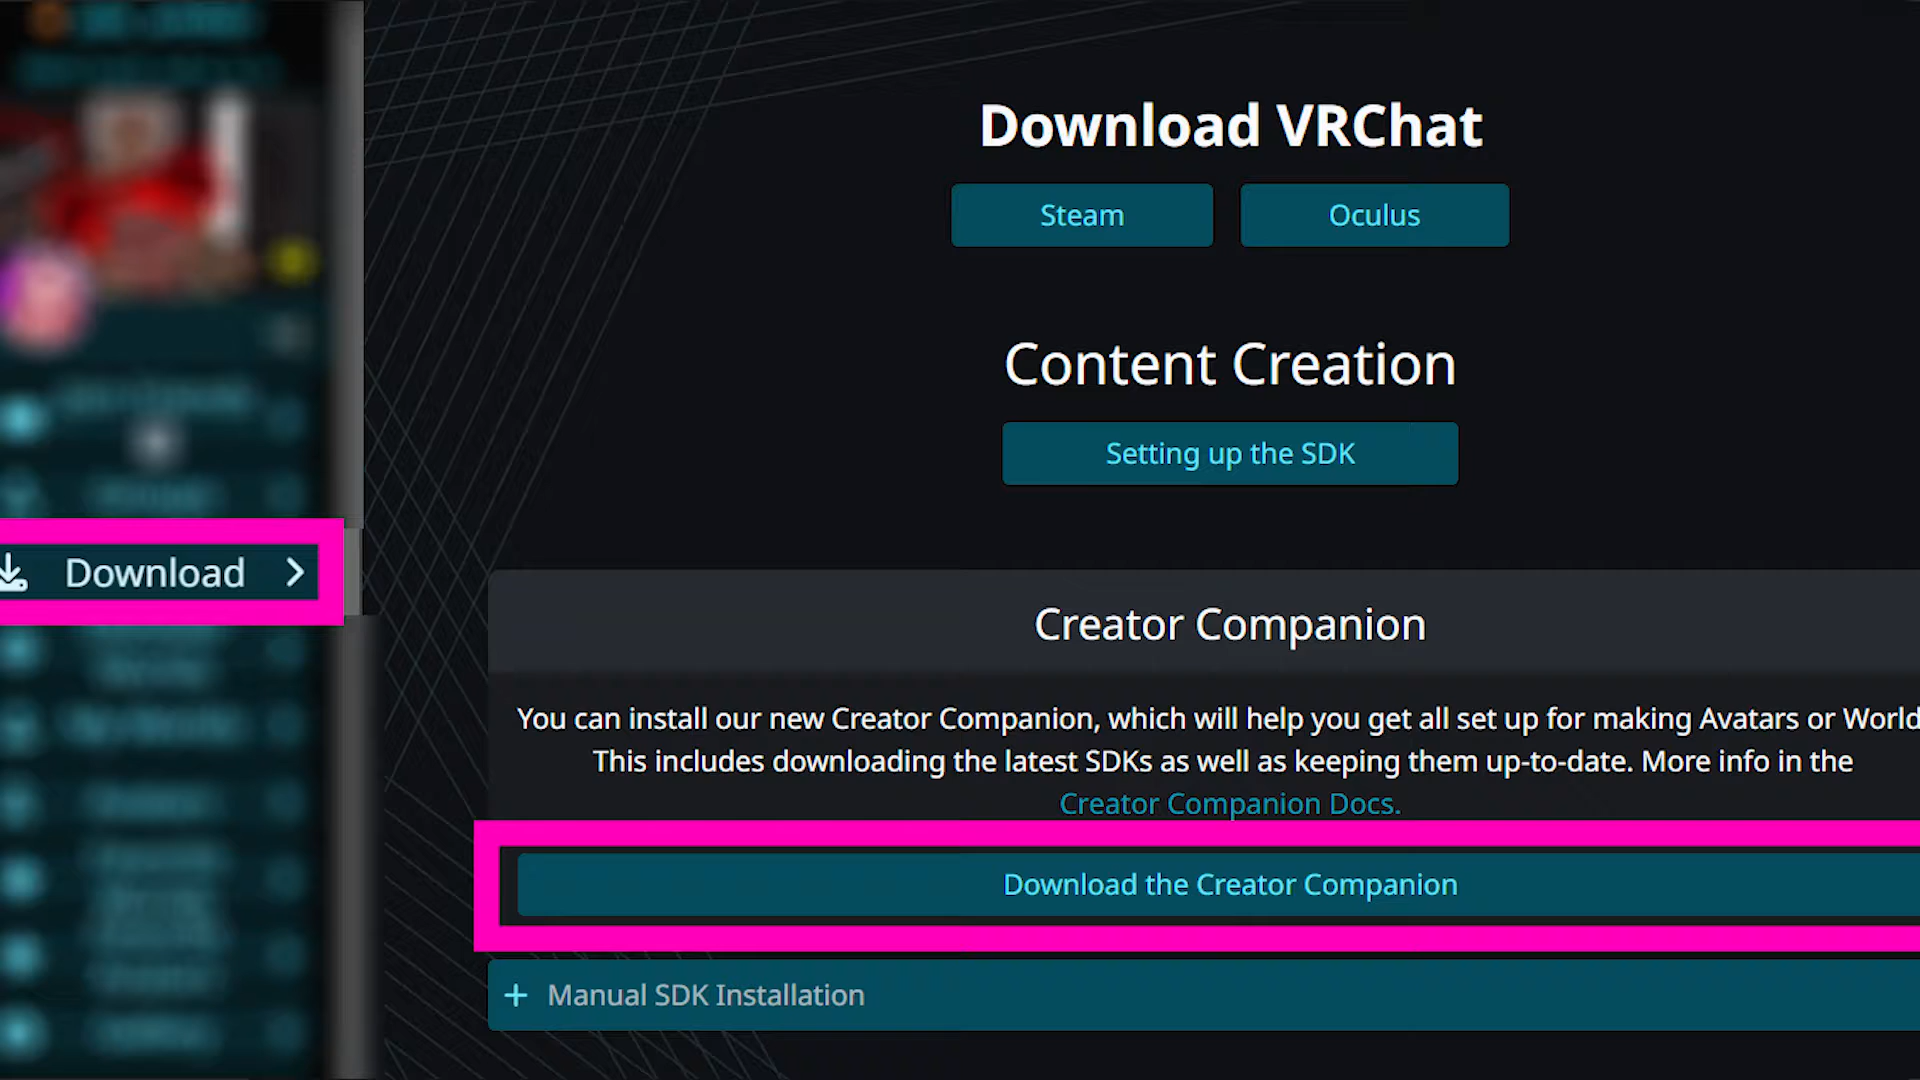 Download VRChat
Steam
Oculus
Content Creation
Setting up the SDK
Download
Creator Companion
You can install our new Creator Companion, which will help you get all set up for making Avatars or World
This includes downloading the latest SDKs as well as keeping them up-to-date. More info in the
Creator Companion Docs.
Download the Creator Companion
+ Manual SDK Installation